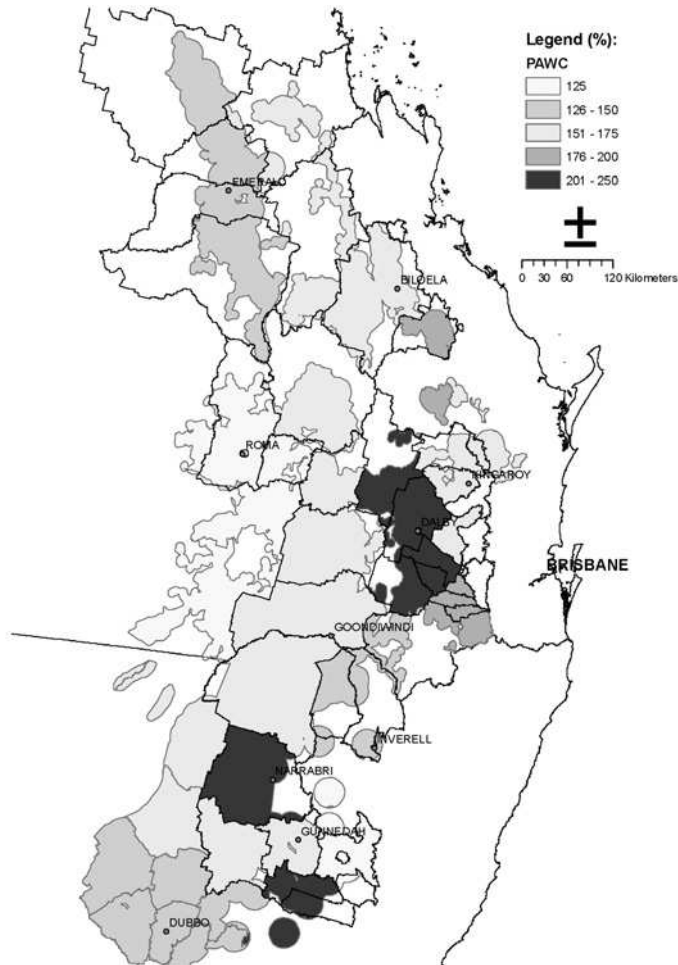 Legend (%):
PAWC
125
126 - 150
151 - 175
176 - 200
201 - 250
0 30 60 120 Kilometers
EMERALD
BILOELA
ROMA
KINGAROY
DALBY
BRISBANE
GOONDIWINDI
INVERELL
NARRABRI
GUNNEDAH
DUBBO